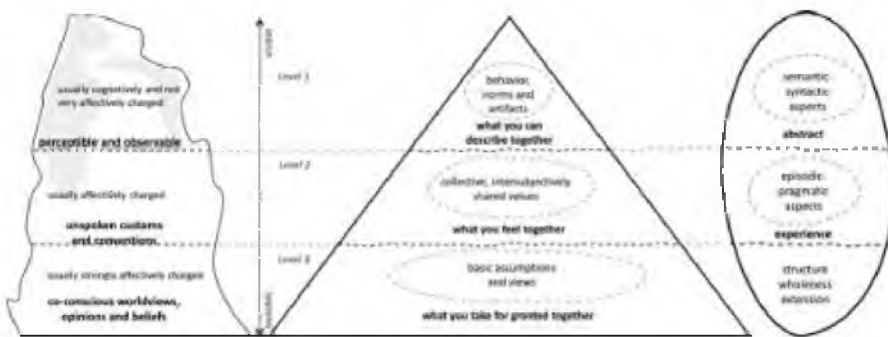 usually cognitively and not
very affectively charged
perceptible and observable
usually affectively charged
unspoken customs
and conventions
usually strongly affectively charged
co-conscious worldviews,
opinions and beliefs
Level 1
Level 2
Level 3
behavior,
norms and
artifacts
what you can
describe together
collective, intersubjectively
shared values
what you feel together
basic assumptions
and views
what you take for granted together
semantic
syntactic
aspects
abstract
episodic
pragmatic
aspects
experience
structure
wholeness
extension